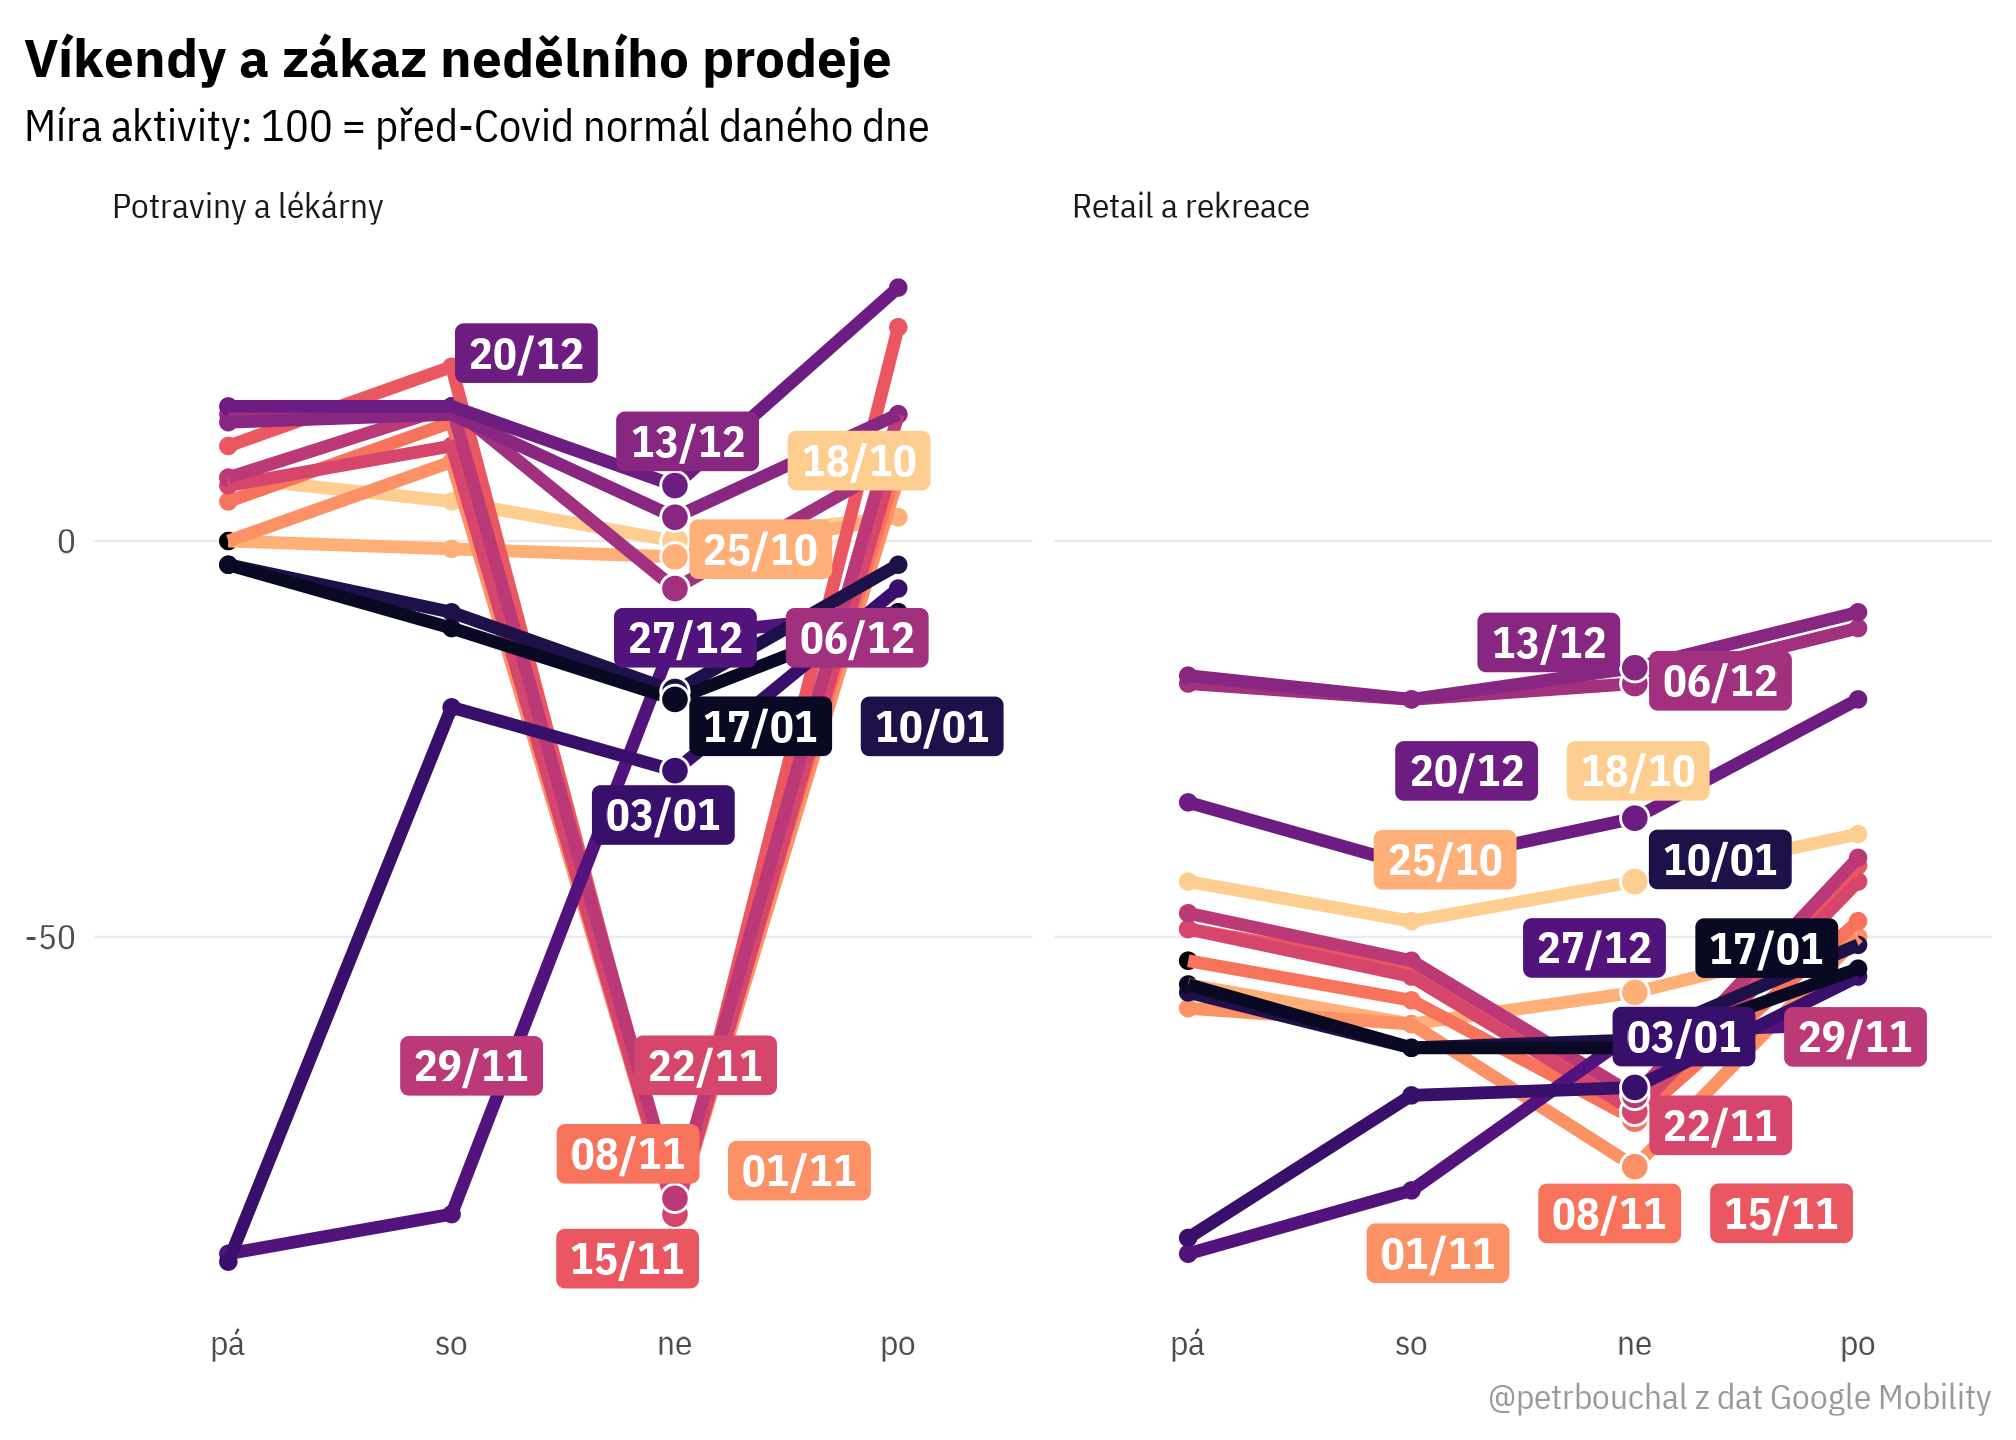 Víkendy a zákaz nedělního prodeje
Míra aktivity: 100 = před-Covid normál daného dne
Potraviny a lékárny
Retail a rekreace
20/12
13/12
18/10
0
25/10
27/12
06/12
17/01
10/01
03/01
-50
29/11
22/11
08/11
01/11
15/11
pá
so
ne
po
13/12
06/12
20/12
18/10
25/10
10/01
27/12
17/01
03/01
29/11
22/11
08/11
15/11
01/11
pá
so
ne
po
@petrbouchal z dat Google Mobility